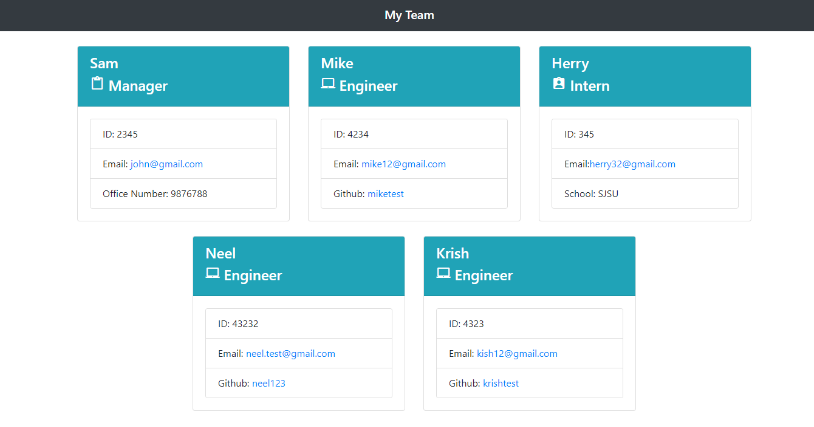 My Team
Sam
Manager
ID: 2345
Email: john@gmail.com
Office Number: 9876788
Mike
Engineer
ID: 4234
Email: mike12@gmail.com
Github: miketest
Herry
Intern
ID: 345
Email:herry32@gmail.com
School: SJSU
Neel
Engineer
ID: 43232
Email: neel.test@gmail.com
Github: neel123
Krish
Engineer
ID: 4323
Email: kish12@gmail.com
Github: krishtest